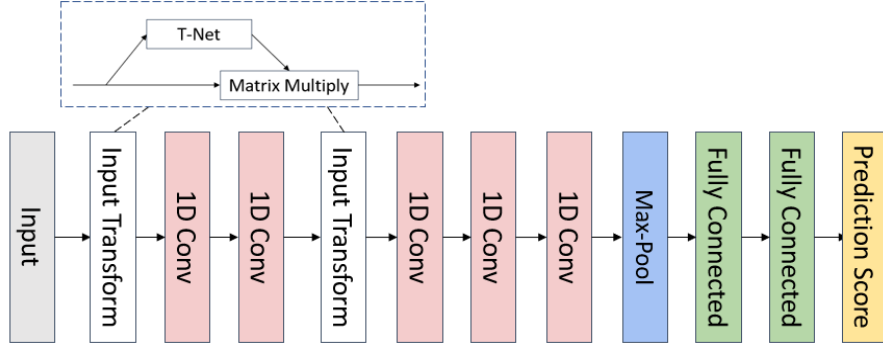 T-Net
Matrix Multiply
Input
Input Transform
1D Conv
1D Conv
Input Transform
1D Conv
1D Conv
1D Conv
Max-Pool
Fully Connected
Fully Connected
Prediction Score